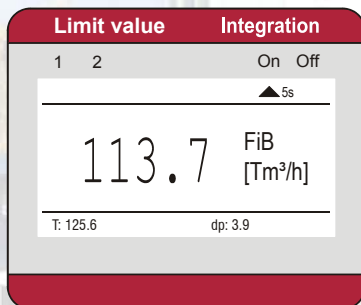 Limit value Integration
1 2 On Off
5s
113.7 FiB
[Tm³/h]
T: 125.6 dp: 3.9